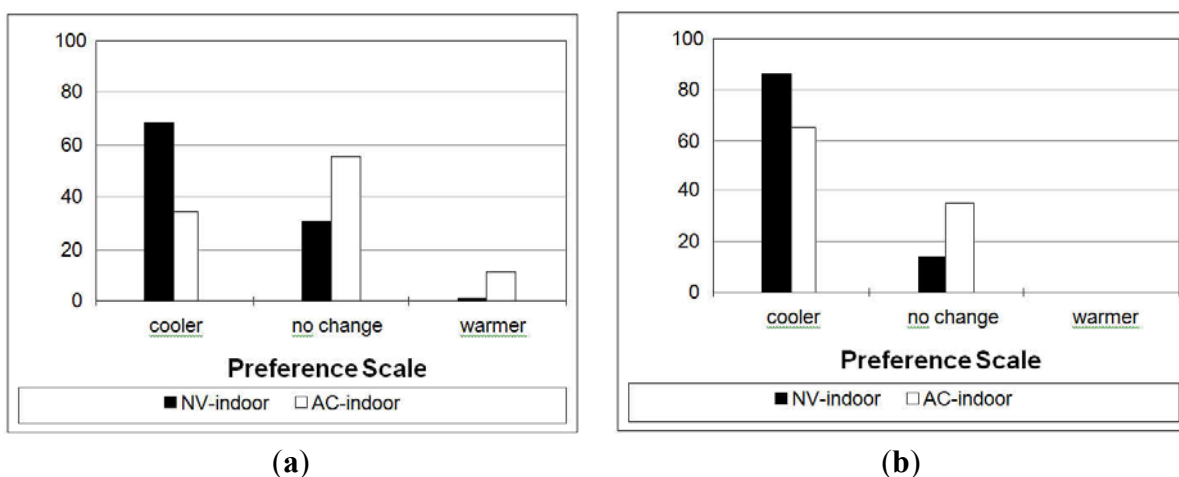 100
80
60
40
20
0
cooler no change warmer
Preference Scale
NV-indoor AC-indoor
(a)
100
80
60
40
20
0
cooler no change warmer
Preference Scale
NV-indoor AC-indoor
(b)